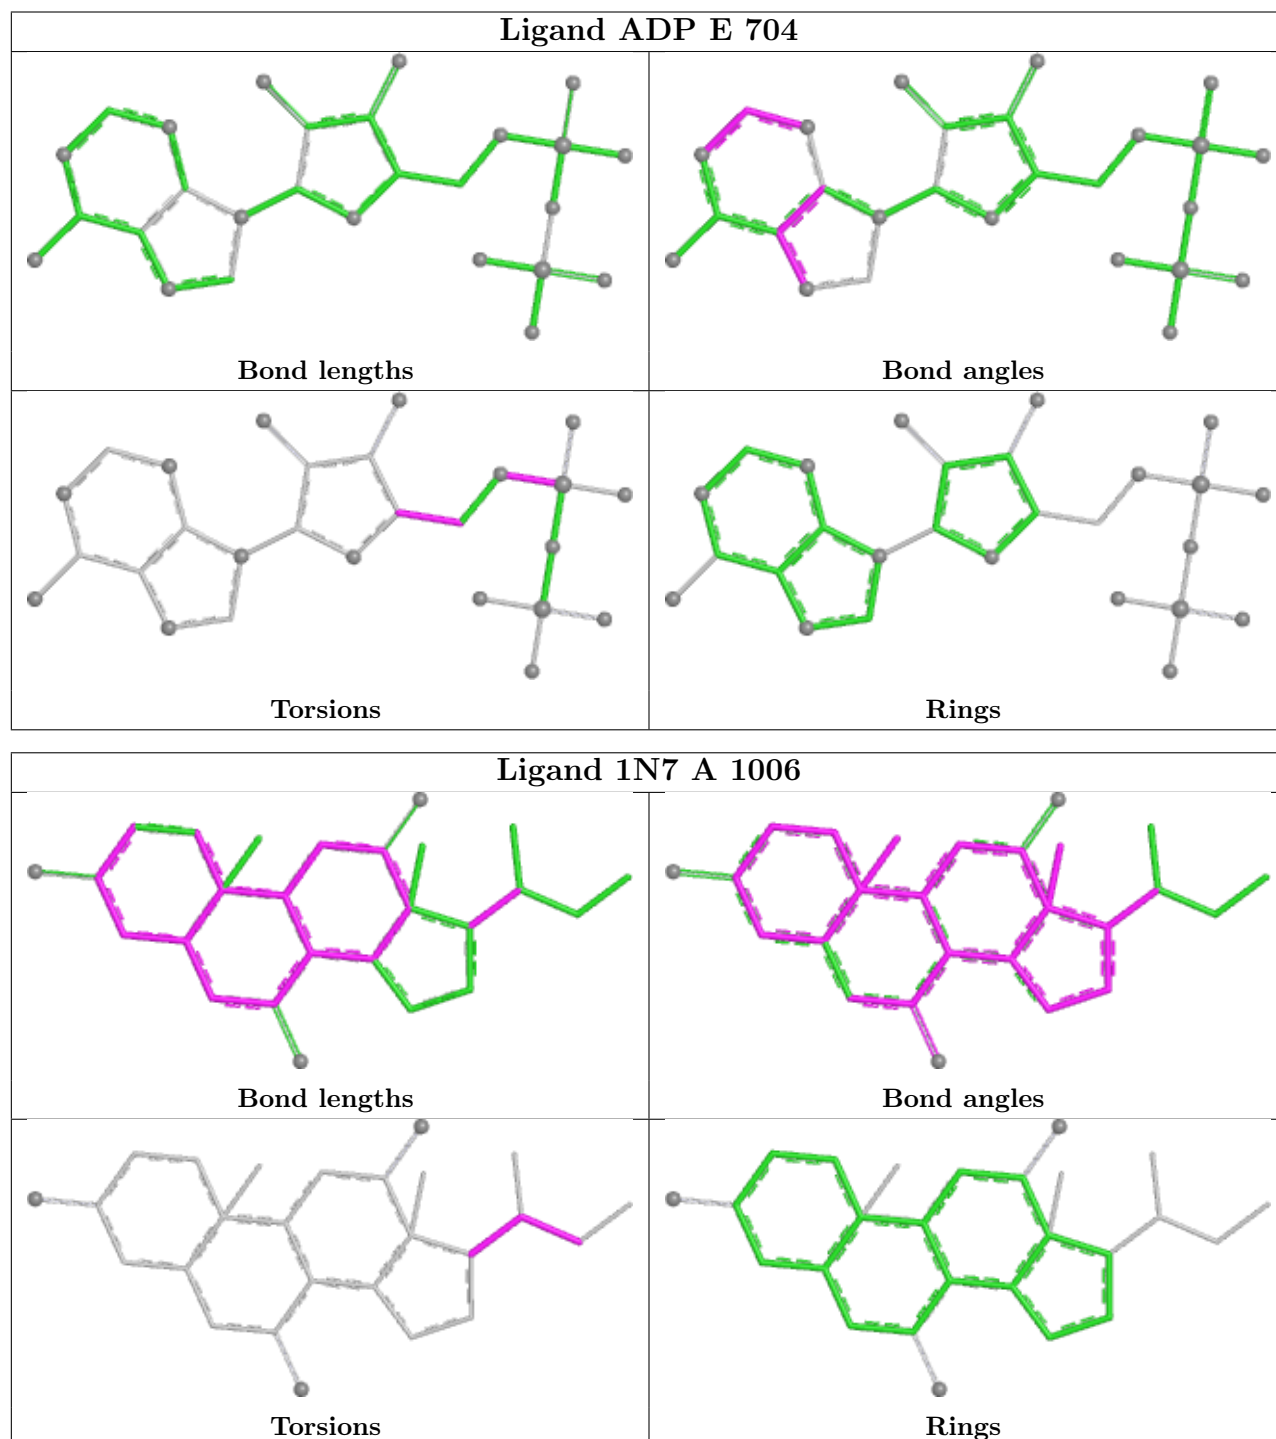 Ligand ADP E 704
Bond lengths
Bond angles
Torsions
Rings
Ligand 1N7 A 1006
Bond lengths
Bond angles
Torsions
Rings